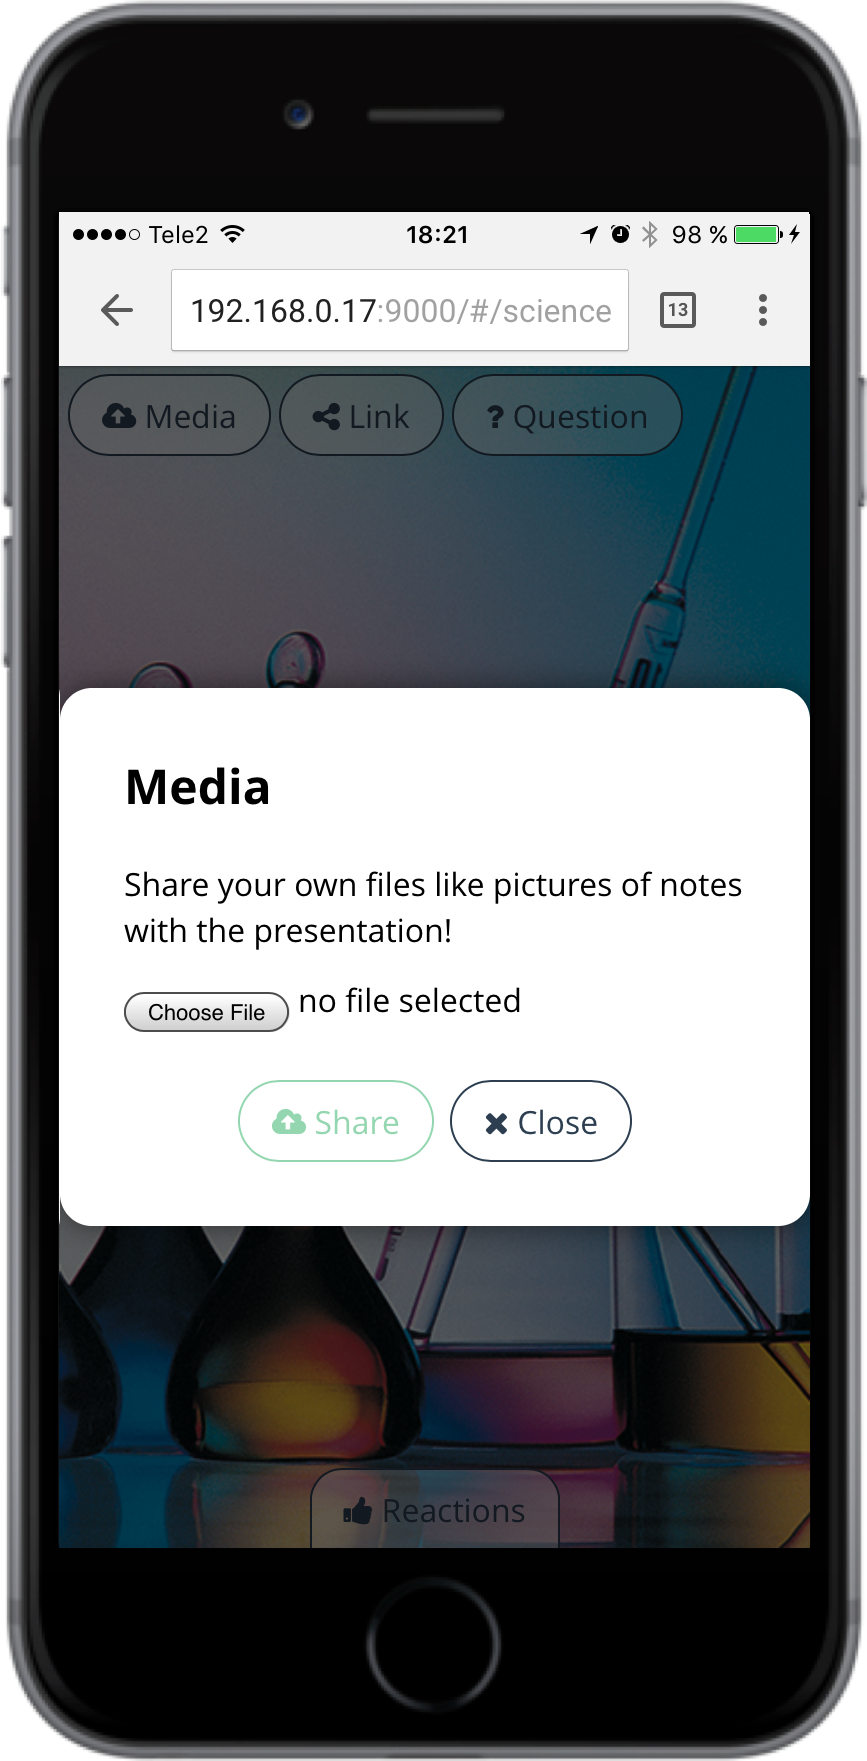 Tele2 18:21 98 %
192.168.0.17:9000/#/science 13
Media Link ? Question
Media
Share your own files like pictures of notes
with the presentation!
Choose File no file selected
Share Close
Reactions